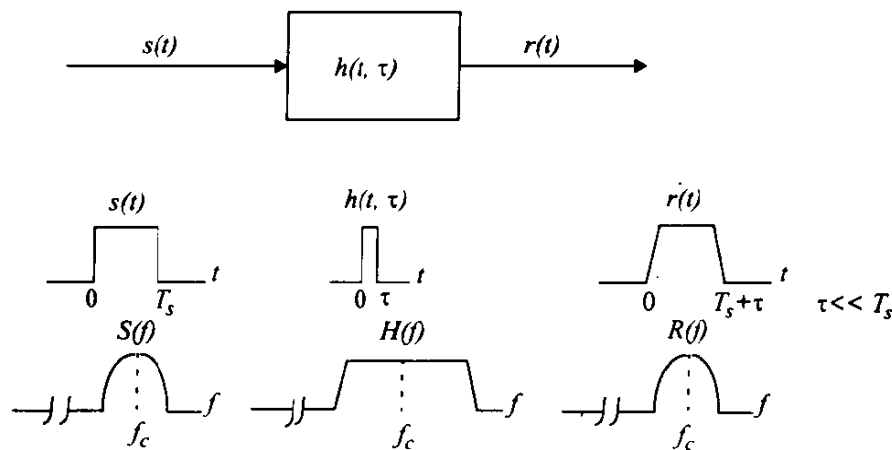 s(t) h(t, τ) r(t)
s(t) h(t, τ) r(t)
t t t
0 T_s 0 τ 0 T_s+τ τ<< T_s
S(f) H(f) R(f)
f f f
f_c f_c f_c